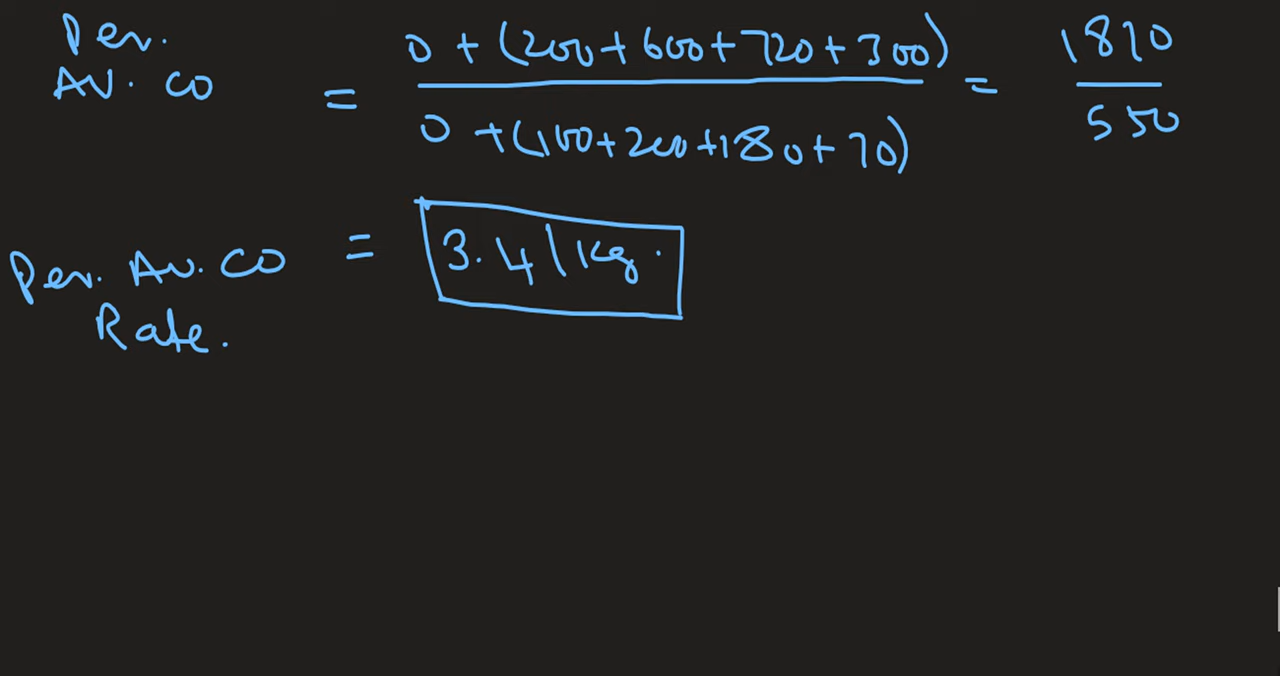 Per. Av. co = 0 + (200 + 600 + 720 + 300) / 0 + (100 + 200 + 180 + 70) = 1870 / 550
Per. Av. CO Rate. = 3.4 / Kg.